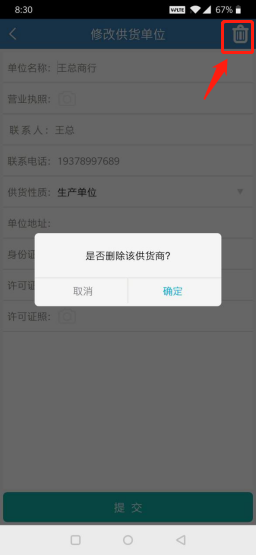 8:30
VoLTE 67%
修改供货单位
单位名称: 王总商行
营业执照:
联 系 人: 王总
联系电话: 19378997689
供货性质: 生产单位
单位地址:
身份证
是否删除该供货商?
取消 确定
许可证
许可证照:
提 交